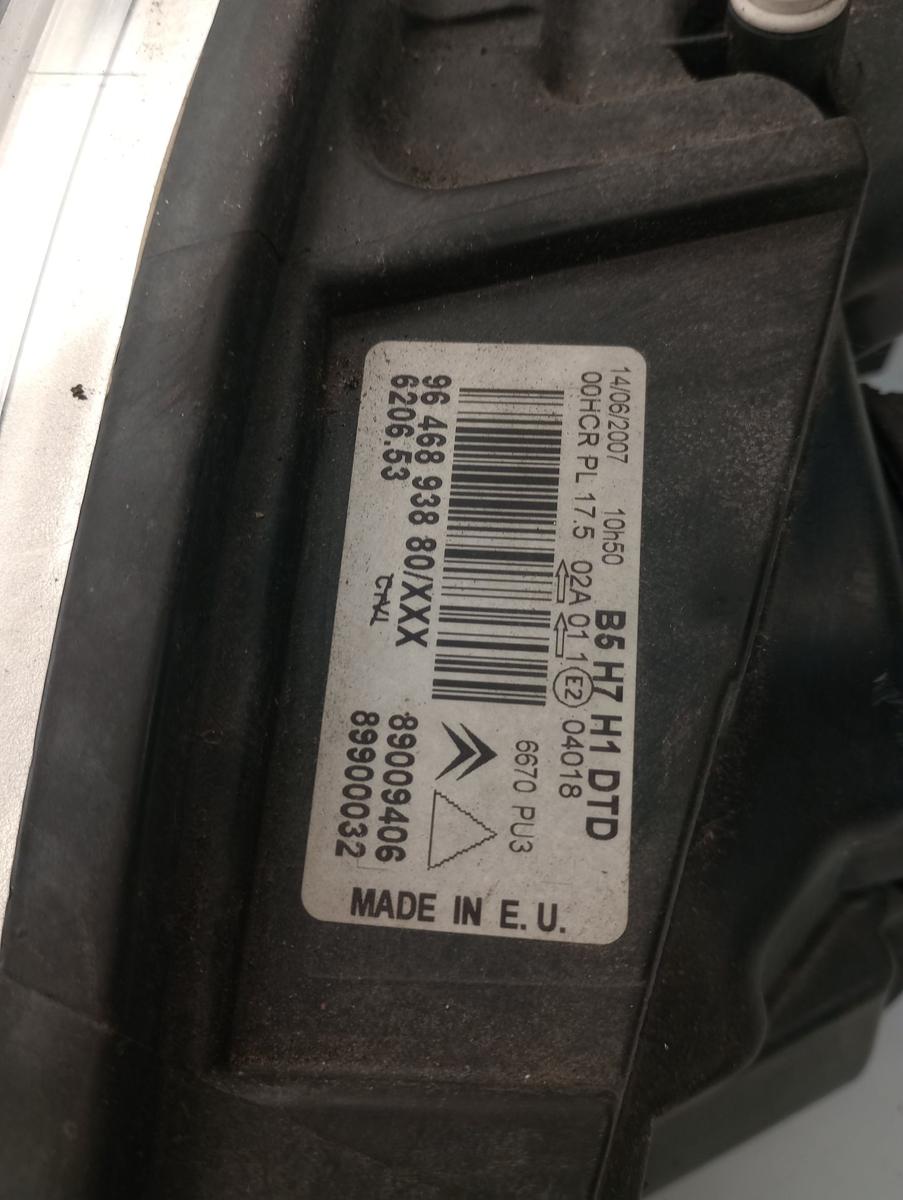 14/06/2007 10h50 B5 H7 H1 DTD
00HCR PL 17.5 02A 01 1 E2 04018
6670 PU3
96 468 938 80/XXX 89009406
6206.53 89900032
MADE IN E. U.